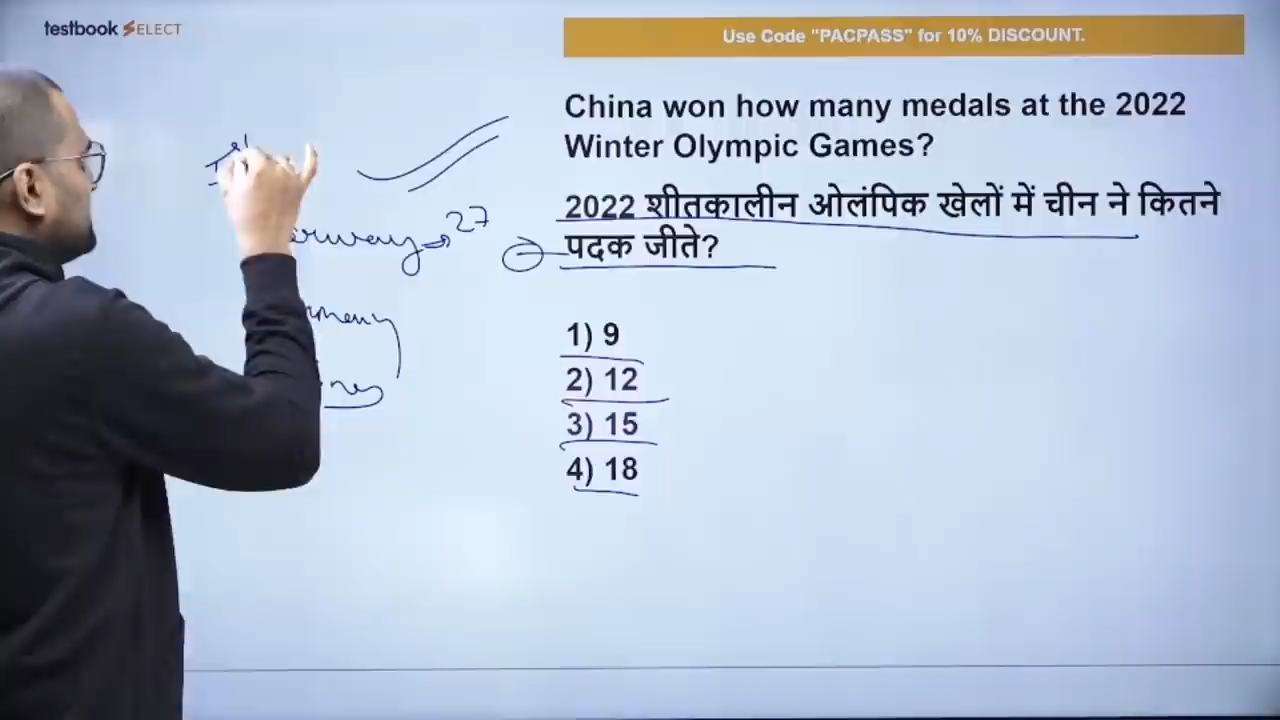 testbook SELECT
Use Code "PACPASS" for 10% DISCOUNT.
China won how many medals at the 2022
Winter Olympic Games?
2022 शीतकालीन ओलंपिक खेलों में चीन ने कितने
पदक जीते?
27
1) 9
2) 12
3) 15
4) 18